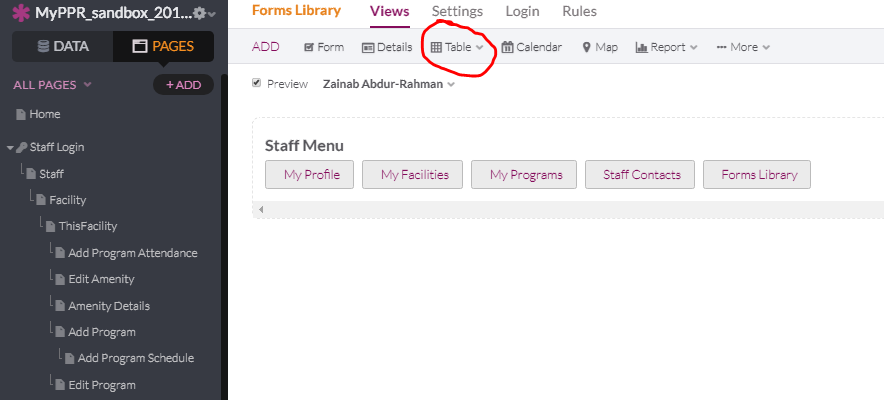 MyPPR_sandbox_201...
DATA
PAGES
ALL PAGES
+ ADD
Home
Staff Login
Staff
Facility
ThisFacility
Add Program Attendance
Edit Amenity
Amenity Details
Add Program
Add Program Schedule
Edit Program
Forms Library
Views
Settings
Login
Rules
ADD
Form
Details
Table
Calendar
Map
Report
More
Preview
Zainab Abdur-Rahman
Staff Menu
My Profile
My Facilities
My Programs
Staff Contacts
Forms Library